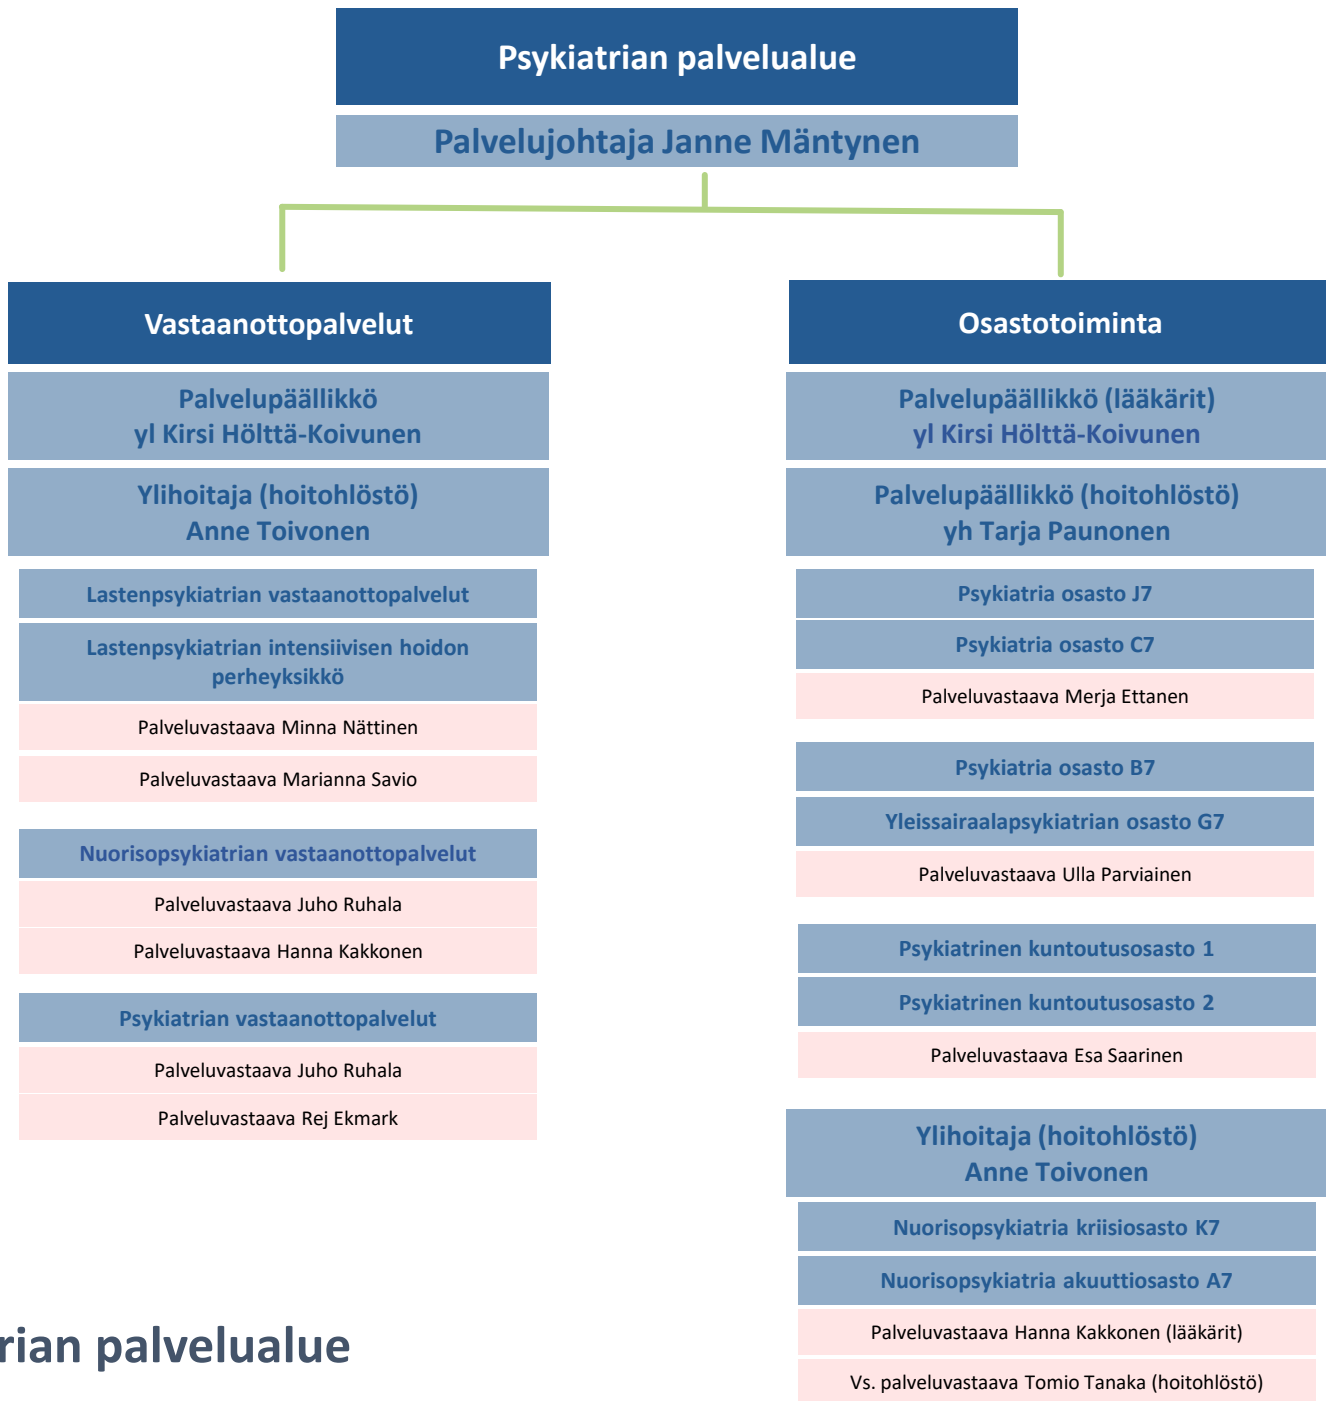 Psykiatrian palvelualue
Palvelujohtaja Janne Mäntynen
Vastaanottopalvelut
Palvelupäällikkö
yl Kirsi Hölttä-Koivunen
Ylihoitaja (hoitohlöstö)
Anne Toivonen
Lastenpsykiatrian vastaanottopalvelut
Lastenpsykiatrian intensiivisen hoidon
perheyksikkö
Palveluvastaava Minna Nättinen
Palveluvastaava Marianna Savio
Nuorisopsykiatrian vastaanottopalvelut
Palveluvastaava Juho Ruhala
Palveluvastaava Hanna Kakkonen
Psykiatrian vastaanottopalvelut
Palveluvastaava Juho Ruhala
Palveluvastaava Rej Ekmark
Osastotoiminta
Palvelupäällikkö (lääkärit)
yl Kirsi Hölttä-Koivunen
Palvelupäällikkö (hoitohlöstö)
yh Tarja Paunonen
Psykiatria osasto J7
Psykiatria osasto C7
Palveluvastaava Merja Ettanen
Psykiatria osasto B7
Yleissairaalapsykiatrian osasto G7
Palveluvastaava Ulla Parviainen
Psykiatrinen kuntoutusosasto 1
Psykiatrinen kuntoutusosasto 2
Palveluvastaava Esa Saarinen
Ylihoitaja (hoitohlöstö)
Anne Toivonen
Nuorisopsykiatria kriisiosasto K7
Nuorisopsykiatria akuuttiosasto A7
Palveluvastaava Hanna Kakkonen (lääkärit)
Vs. palveluvastaava Tomio Tanaka (hoitohlöstö)
rian palvelualue